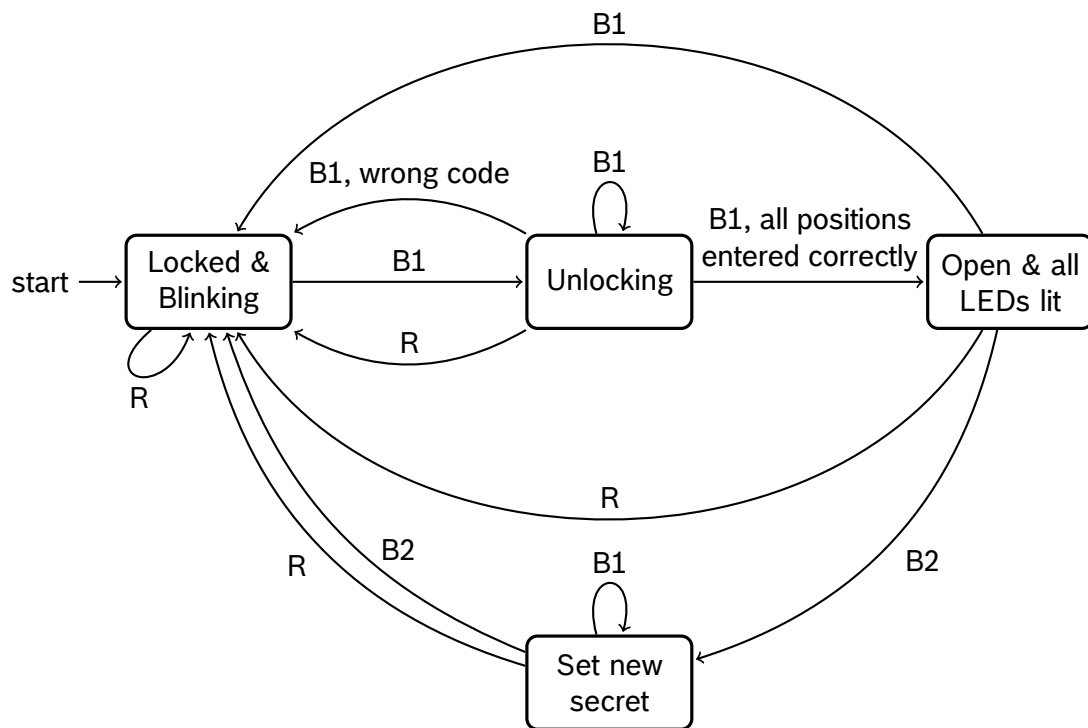 B1
B1, wrong code
B1
B1, all positions
entered correctly
start
Locked &
Blinking
B1
Unlocking
Open & all
LEDs lit
R
R
R
R
B2
B1
B2
Set new
secret